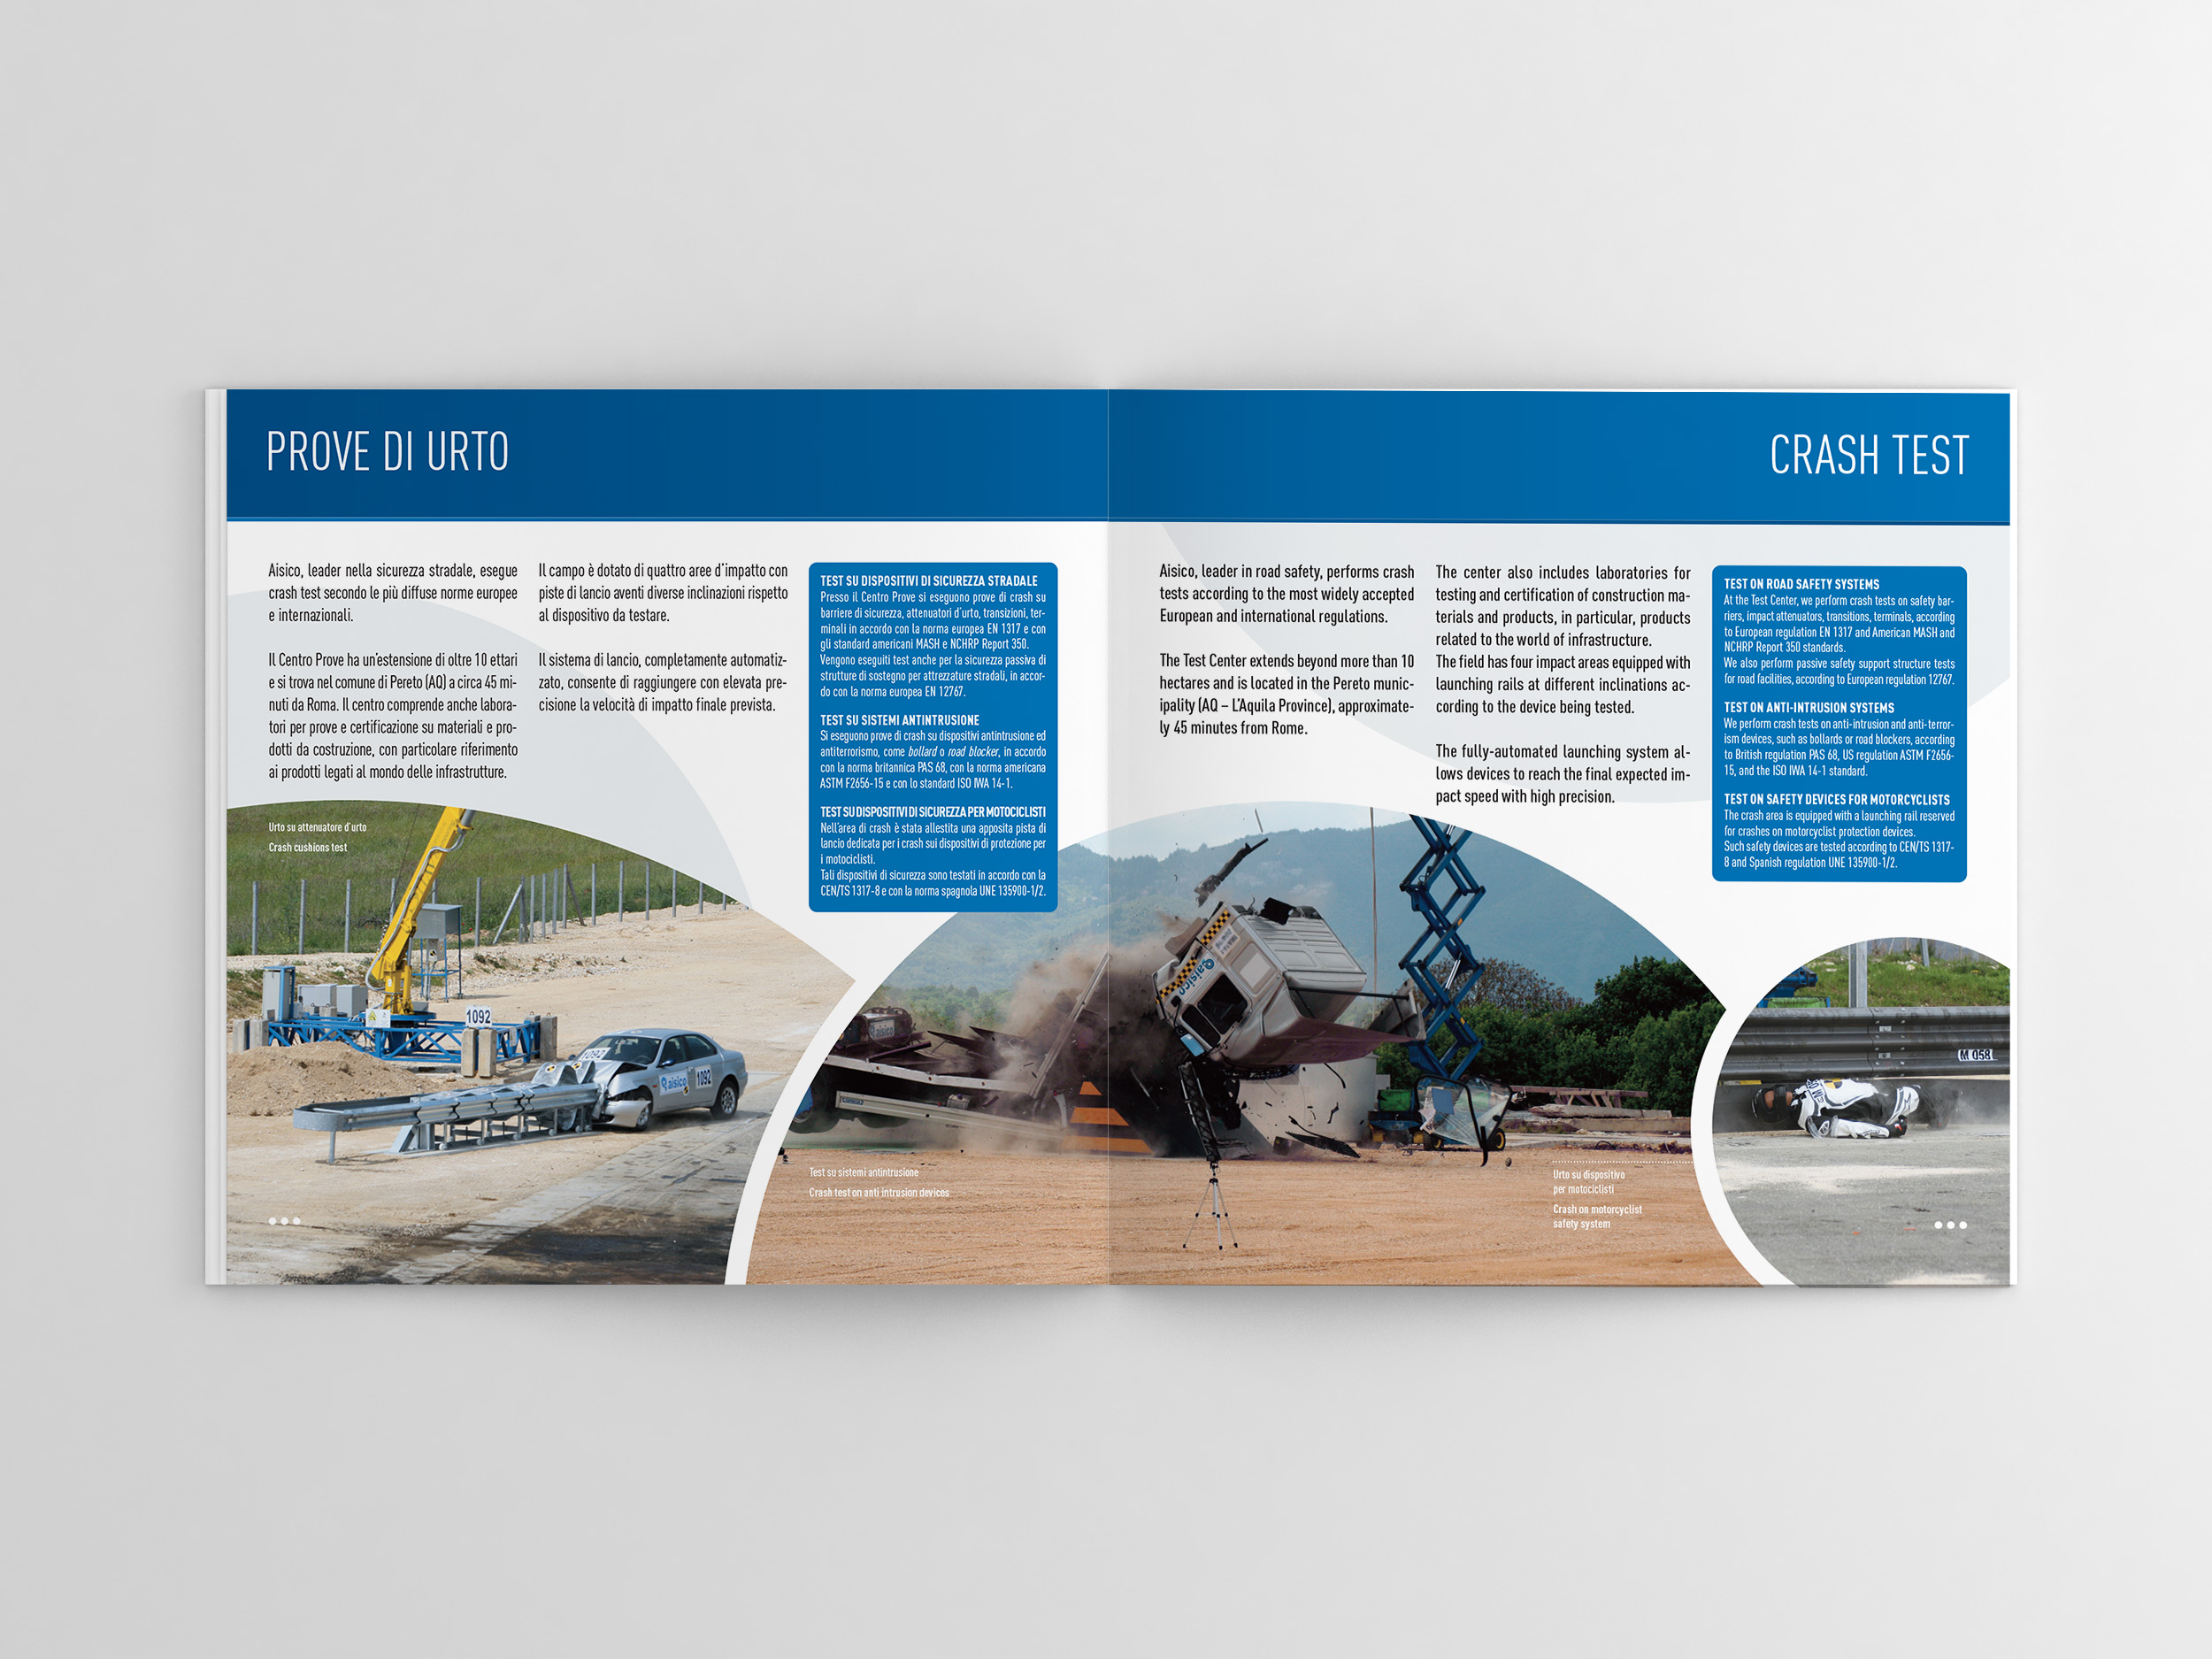 PROVE DI URTO
Aisico, leader nella sicurezza stradale, esegue
crash test secondo le più diffuse norme europee
e internazionali.
Il Centro Prove ha un'estensione di oltre 10 ettari
e si trova nel comune di Pereto (AQ) a circa 45 mi-
nuti da Roma. Il centro comprende anche labora-
tori per prove e certificazione su materiali e pro-
dotti da costruzione, con particolare riferimento
ai prodotti legati al mondo delle infrastrutture.
Il campo è dotato di quattro aree d'impatto con
piste di lancio aventi diverse inclinazioni rispetto
al dispositivo da testare.
Il sistema di lancio, completamente automatiz-
zato, consente di raggiungere con elevata pre-
cisione la velocità di impatto finale prevista.
TEST SU DISPOSITIVI DI SICUREZZA STRADALE
Presso il Centro Prove si eseguono prove di crash su
barriere di sicurezza, attenuatori d'urto, transizioni, ter-
minali in accordo con la norma europea EN 1317 e con
gli standard americani MASH e NCHRP Report 350.
Vengono eseguiti test anche per la sicurezza passiva di
strutture di sostegno per attrezzature stradali, in accor-
do con la norma europea EN 12767.
TEST SU SISTEMI ANTINTRUSIONE
Si eseguono prove di crash su dispositivi antintrusione ed
antiterrorismo, come bollard o road blocker, in accordo
con la norma britannica PAS 68, con la norma americana
ASTM F2656-15 e con lo standard ISO IWA 14-1.
TEST SU DISPOSITIVI DI SICUREZZA PER MOTOCICLISTI
Nell'area di crash è stata allestita una apposita pista di
lancio dedicata per i crash sui dispositivi di protezione per
i motociclisti.
Tali dispositivi di sicurezza sono testati in accordo con la
CEN/TS 1317-8 e con la norma spagnola UNE 135900-1/2.
Urto su attenuatore d'urto
Crash cushions test
1092
1092
aisico 1092
Test su sistemi antintrusione
Crash test on anti intrusion devices
CRASH TEST
Aisico, leader in road safety, performs crash
tests according to the most widely accepted
European and international regulations.
The Test Center extends beyond more than 10
hectares and is located in the Pereto munic-
ipality (AQ – L'Aquila Province), approximate-
ly 45 minutes from Rome.
The center also includes laboratories for
testing and certification of construction ma-
terials and products, in particular, products
related to the world of infrastructure.
The field has four impact areas equipped with
launching rails at different inclinations ac-
cording to the device being tested.
The fully-automated launching system al-
lows devices to reach the final expected im-
pact speed with high precision.
TEST ON ROAD SAFETY SYSTEMS
At the Test Center, we perform crash tests on safety bar-
riers, impact attenuators, transitions, terminals, according
to European regulation EN 1317 and American MASH and
NCHRP Report 350 standards.
We also perform passive safety support structure tests
for road facilities, according to European regulation 12767.
TEST ON ANTI-INTRUSION SYSTEMS
We perform crash tests on anti-intrusion and anti-terror-
ism devices, such as bollards or road blockers, according
to British regulation PAS 68, US regulation ASTM F2656-
15, and the ISO IWA 14-1 standard.
TEST ON SAFETY DEVICES FOR MOTORCYCLISTS
The crash area is equipped with a launching rail reserved
for crashes on motorcyclist protection devices.
Such safety devices are tested according to CEN/TS 1317-
8 and Spanish regulation UNE 135900-1/2.
aisico
M 058
Urto su dispositivo
per motociclisti
Crash on motorcyclist
safety system